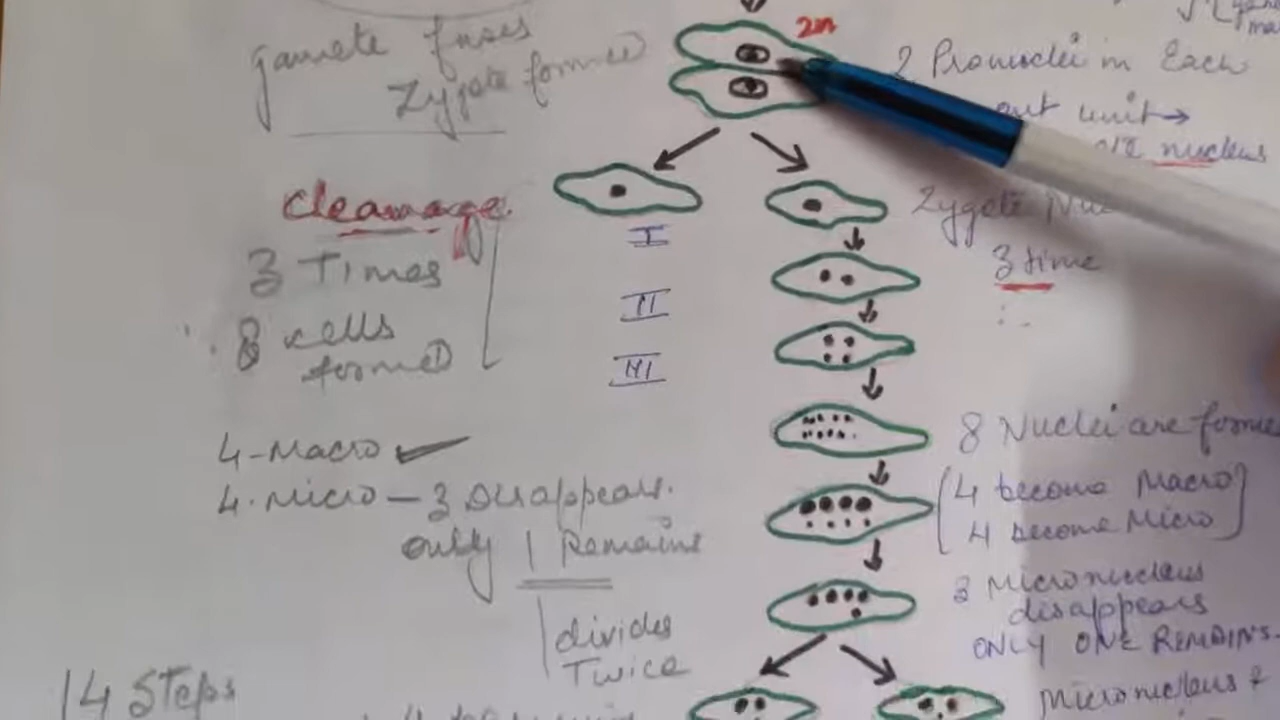 gamete fuses
Zygote formed
2n
2 Pronuclei in Each
unit →
nucleus
cleavage
3 Times
8 cells
formed
I
II
III
Zygote
3 time
4-Macro ✓
4. Micro — 3 Disappears.
only 1 Remains
divides
Twice
8 Nuclei are forme
4 become Macro
4 become Micro
3 Micronucleus
disappears
ONLY ONE REMAINS.
Micronucleus
14 Steps